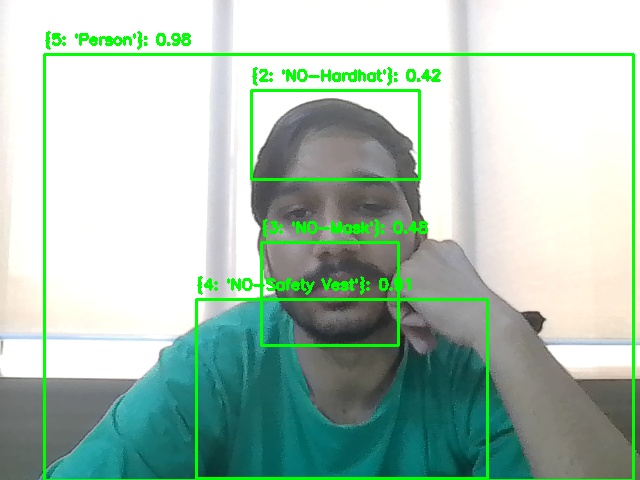 {5: 'Person'}: 0.98
{2: 'NO-Hardhat'}: 0.42
{3: 'NO-Mask'}: 0.48
{4: 'NO-Safety Vest'}: